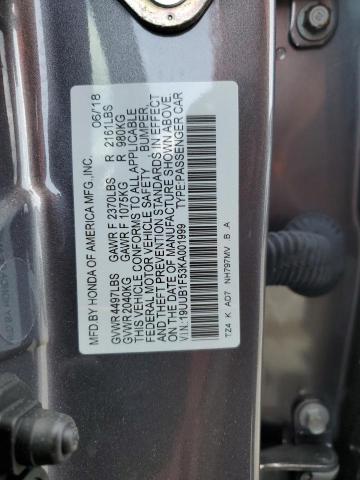 MFD BY HONDA OF AMERICA MFG.,INC. 06/18
GVWR 4497LBS GAWR F 2370LBS R 2161LBS
GVWR 2040KG GAWR F 1075KG R 980KG
THIS VEHICLE CONFORMS TO ALL APPLICABLE
FEDERAL MOTOR VEHICLE SAFETY BUMPER,
AND THEFT PREVENTION STANDARDS IN EFFECT
ON THE DATE OF MANUFACTURE SHOWN ABOVE.
V.I.N:19UUB1F53KA001999 TYPE:PASSENGER CAR
TZ4 K AD7 NH797MV B A